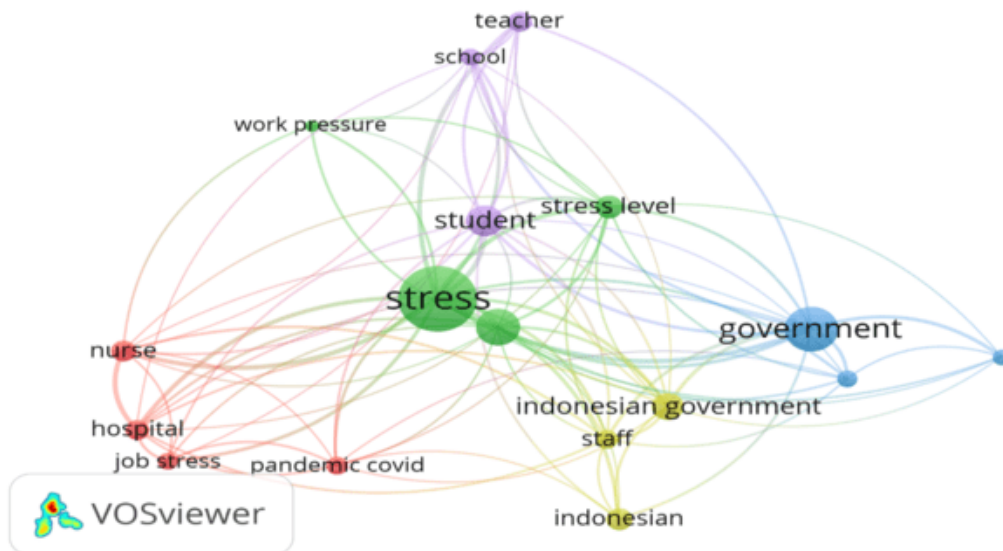 teacher
school
work pressure
stress level
student
stress
government
nurse
indonesian government
hospital
staff
job stress
pandemic covid
indonesian
VOSviewer